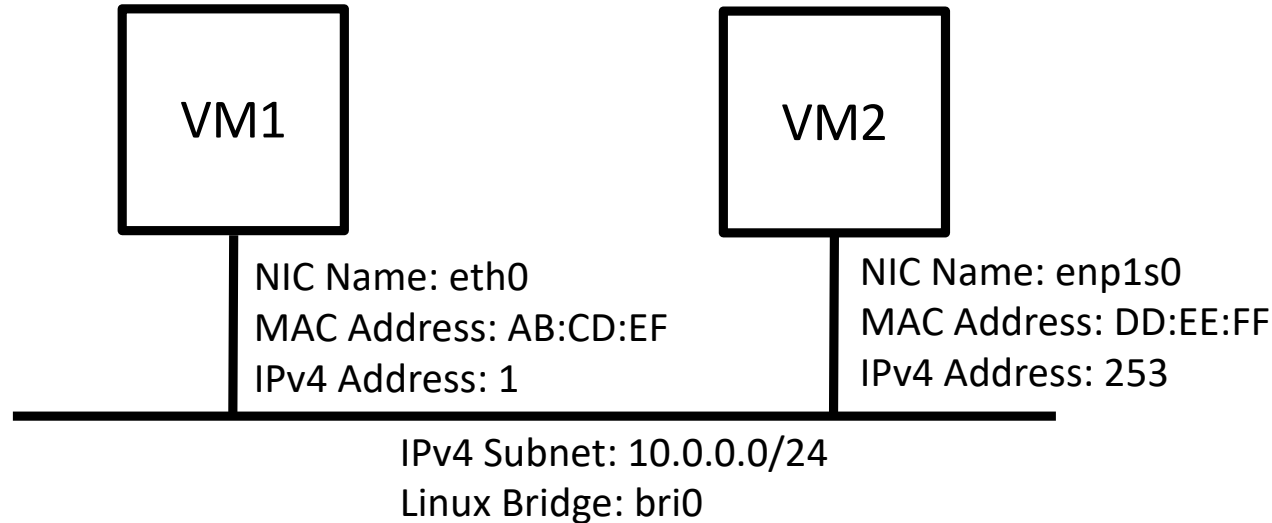 VM1
VM2
NIC Name: eth0
MAC Address: AB:CD:EF
IPv4 Address: 1
NIC Name: enp1s0
MAC Address: DD:EE:FF
IPv4 Address: 253
IPv4 Subnet: 10.0.0.0/24
Linux Bridge: bri0